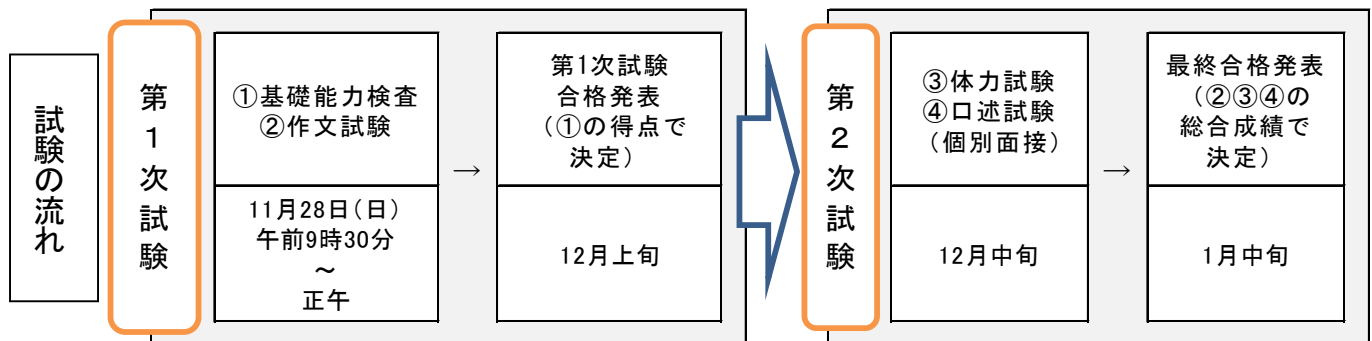 試験の流れ
第1次試験
①基礎能力検査
②作文試験
11月28日(日)
午前9時30分
～
正午
→
第1次試験
合格発表
(①の得点で
決定)
12月上旬
第2次試験
③体力試験
④口述試験
(個別面接)
12月中旬
→
最終合格発表
(②③④の
総合成績で
決定)
1月中旬